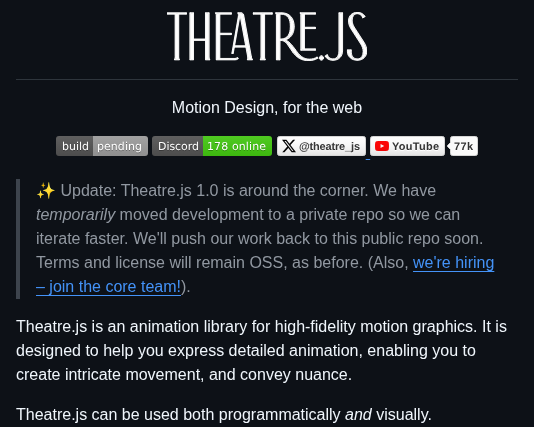 THEATRE.JS
Motion Design, for the web
build pending Discord 178 online X @theatre_js YouTube 77k
✨ Update: Theatre.js 1.0 is around the corner. We have
temporarily moved development to a private repo so we can
iterate faster. We'll push our work back to this public repo soon.
Terms and license will remain OSS, as before. (Also, we're hiring
– join the core team!).
Theatre.js is an animation library for high-fidelity motion graphics. It is
designed to help you express detailed animation, enabling you to
create intricate movement, and convey nuance.
Theatre.js can be used both programmatically and visually.